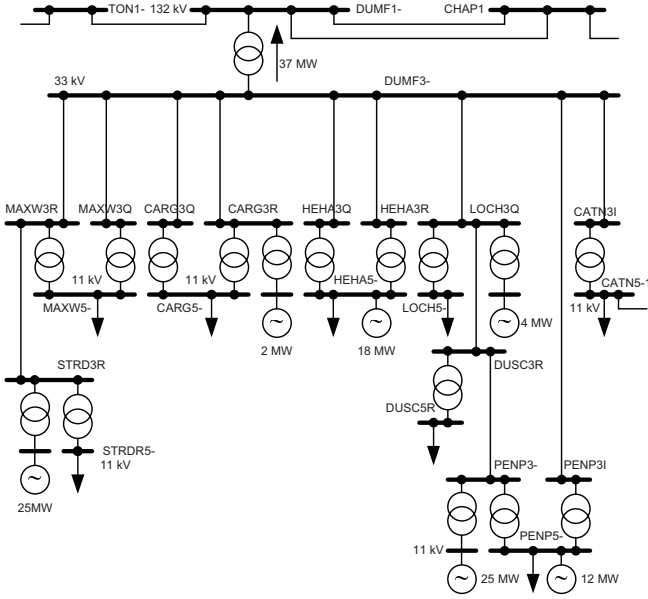 TON1- 132 kV
DUMF1-
CHAP1
37 MW
33 kV
DUMF3-
MAXW3R
MAXW3Q
CARG3Q
CARG3R
HEHA3Q
HEHA3R
LOCH3Q
CATN3I
11 kV
11 kV
HEHA5-
CATN5-1
MAXW5-
CARG5-
LOCH5-
11 kV
~
~
~
2 MW
18 MW
4 MW
STRD3R
DUSC3R
DUSC5R
STRDR5-
11 kV
PENP3-
PENP3I
~
25MW
PENP5-
11 kV
~
25 MW
~
12 MW